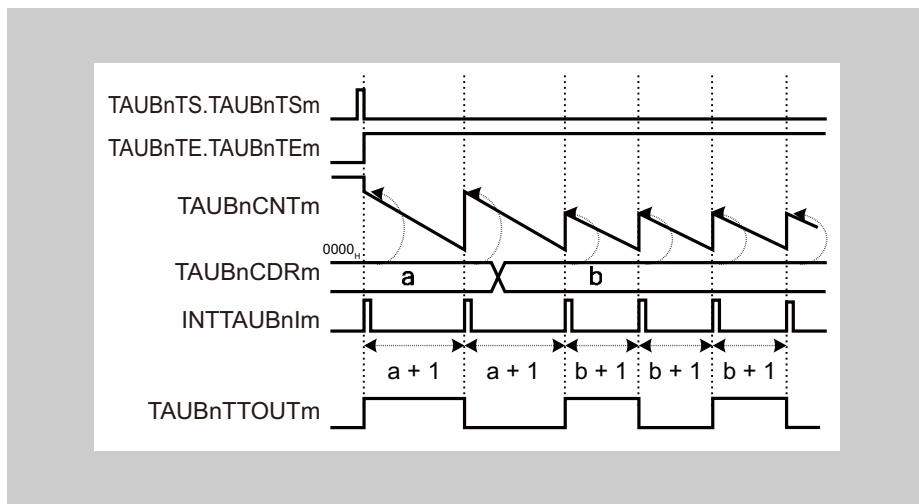 TAUBnTS.TAUBnTSm
TAUBnTE.TAUBnTEm
TAUBnCNTm
0000H
TAUBnCDRm
a
b
INTTAUBnIm
a + 1
a + 1
b + 1
b + 1
b + 1
TAUBnTTOUTm